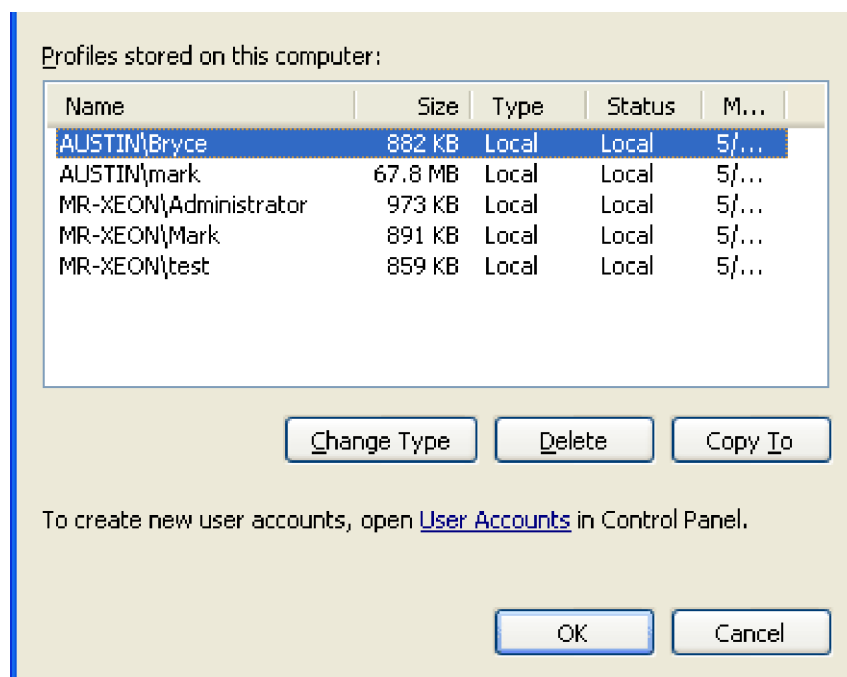 Profiles stored on this computer:
Name Size Type Status M...
AUSTIN\Bryce 882 KB Local Local 5/...
AUSTIN\mark 67.8 MB Local Local 5/...
MR-XEON\Administrator 973 KB Local Local 5/...
MR-XEON\Mark 891 KB Local Local 5/...
MR-XEON\test 859 KB Local Local 5/...
Change Type Delete Copy To
To create new user accounts, open User Accounts in Control Panel.
OK Cancel